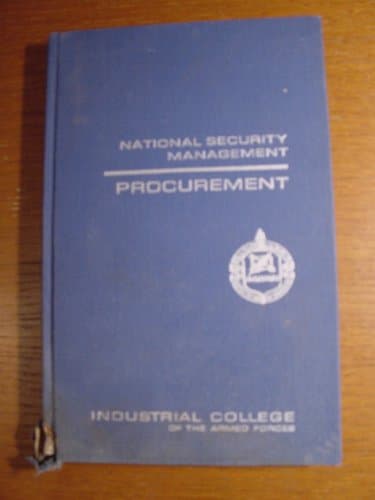 NATIONAL SECURITY
MANAGEMENT
PROCUREMENT
INDUSTRIAL COLLEGE
OF THE ARMED FORCES